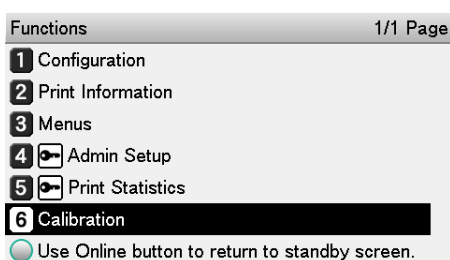 Functions 1/1 Page
1 Configuration
2 Print Information
3 Menus
4 Admin Setup
5 Print Statistics
6 Calibration
Use Online button to return to standby screen.